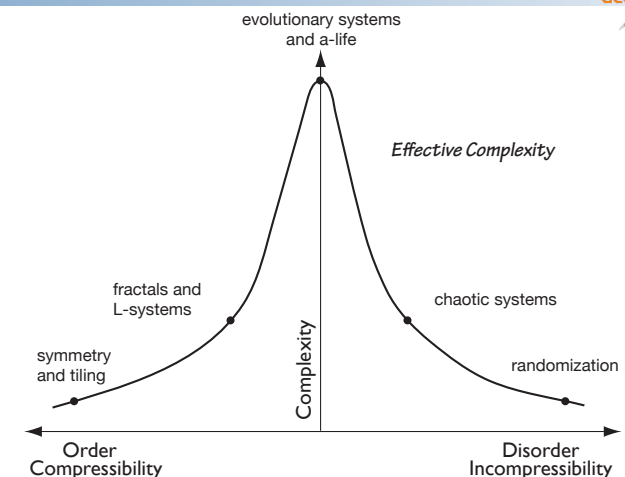 evolutionary systems
and a-life
Effective Complexity
fractals and
L-systems
chaotic systems
symmetry
and tiling
randomization
Complexity
Order
Compressibility
Disorder
Incompressibility